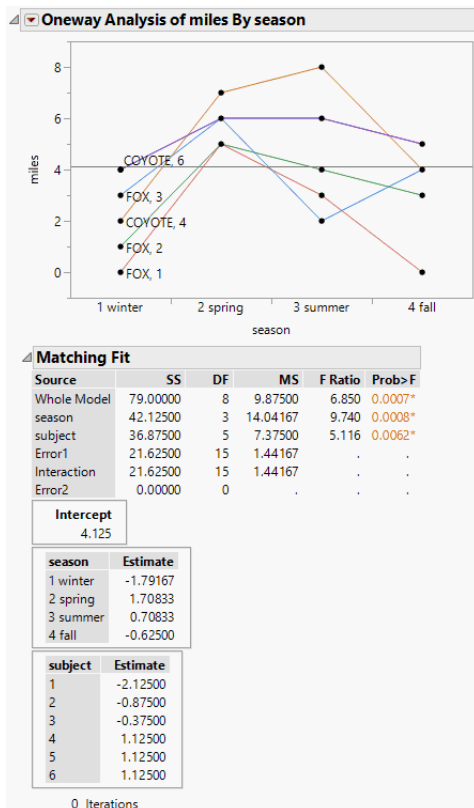 Oneway Analysis of miles By season
8
6
4
2
0
miles
COYOTE, 6
FOX, 3
COYOTE, 4
FOX, 2
FOX, 1
1 winter 2 spring 3 summer 4 fall
season
Matching Fit
Source SS DF MS F Ratio Prob>F
Whole Model 79.00000 8 9.87500 6.850 0.0007*
season 42.12500 3 14.04167 9.740 0.0008*
subject 36.87500 5 7.37500 5.116 0.0062*
Error1 21.62500 15 1.44167 . .
Interaction 21.62500 15 1.44167 . .
Error2 0.00000 0 . . .
Intercept
4.125
season Estimate
1 winter -1.79167
2 spring 1.70833
3 summer 0.70833
4 fall -0.62500
subject Estimate
1 -2.12500
2 -0.87500
3 -0.37500
4 1.12500
5 1.12500
6 1.12500
0 Iterations